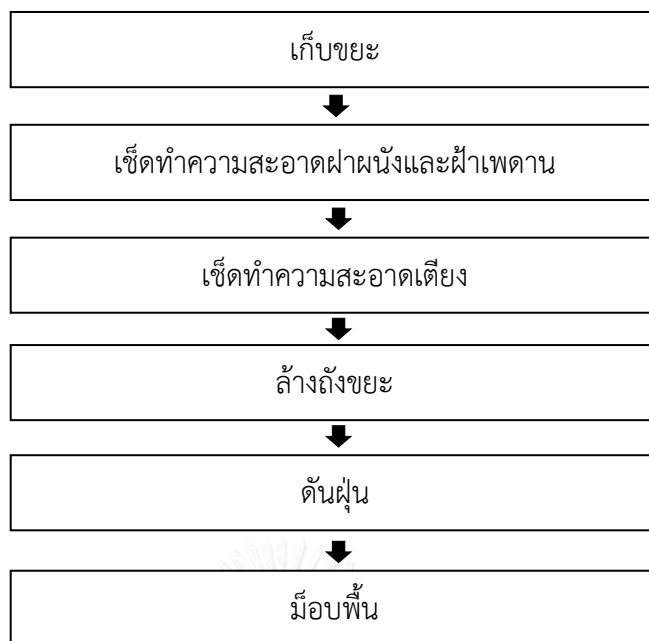 เก็บขยะ
เช็ดทำความสะอาดฝาผนังและฝ้าเพดาน
เช็ดทำความสะอาดเตียง
ล้างถังขยะ
ดันฝุ่น
ม็อบพื้น